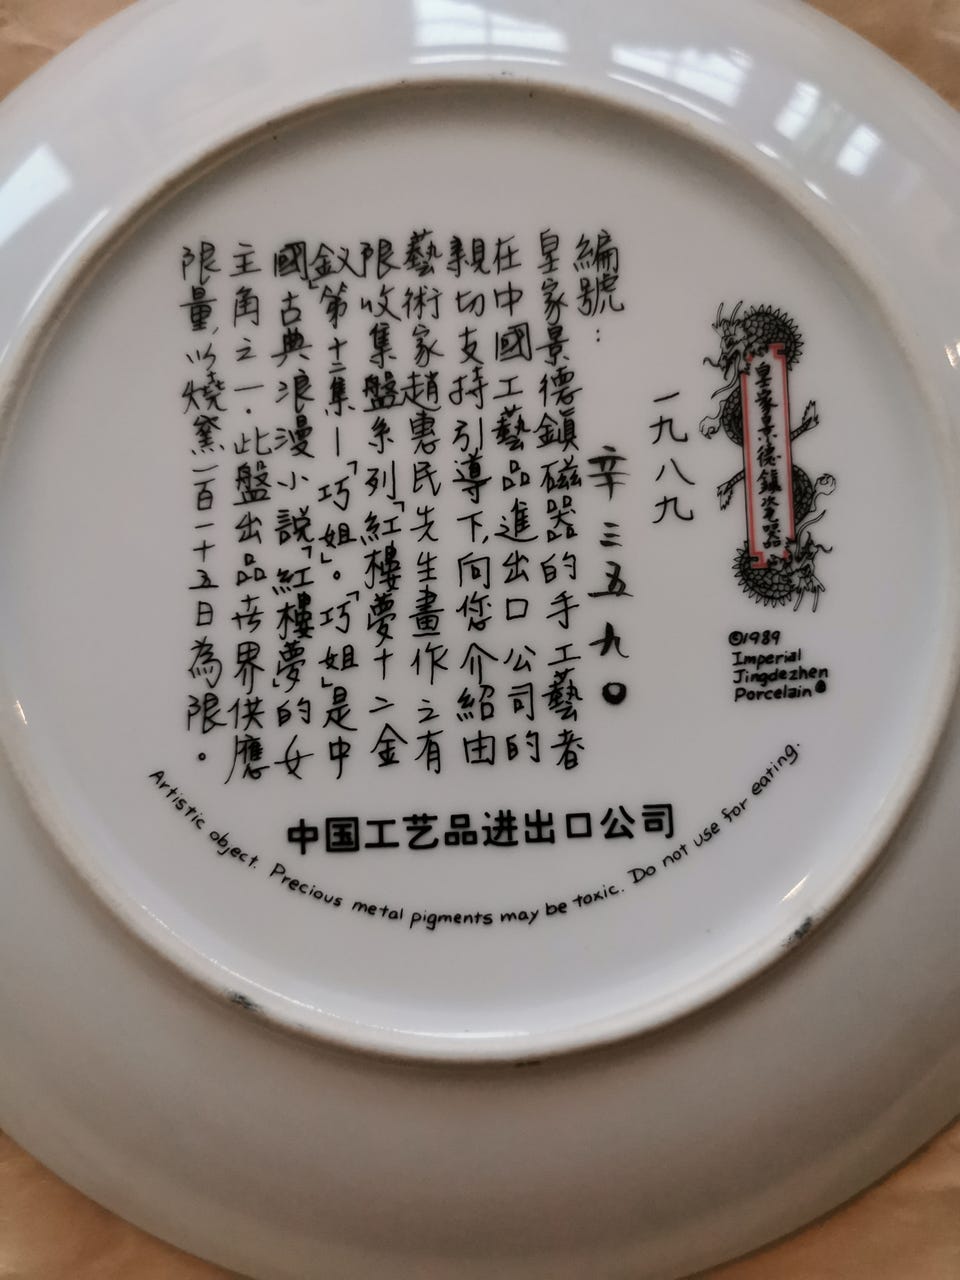 皇家景德鎮瓷器
©1989
Imperial
Jingdezhen
Porcelain
一九八九
編號： 辛三五九〇
皇家景德鎮磁器的手工藝者
在中國工藝品進出口公司的
親切支持引導下,向您介紹由
藝術家趙惠民先生畫作之有
限收集盤系列「紅樓夢十二金
釵」第十二集—「巧姐」。「巧姐」是中
國古典浪漫小說「紅樓夢」的女
主角之一.此盤出品世界供應
限量,以燒窯一百一十五日為限。
中国工艺品进出口公司
Artistic object. Precious metal pigments may be toxic. Do not use for eating.